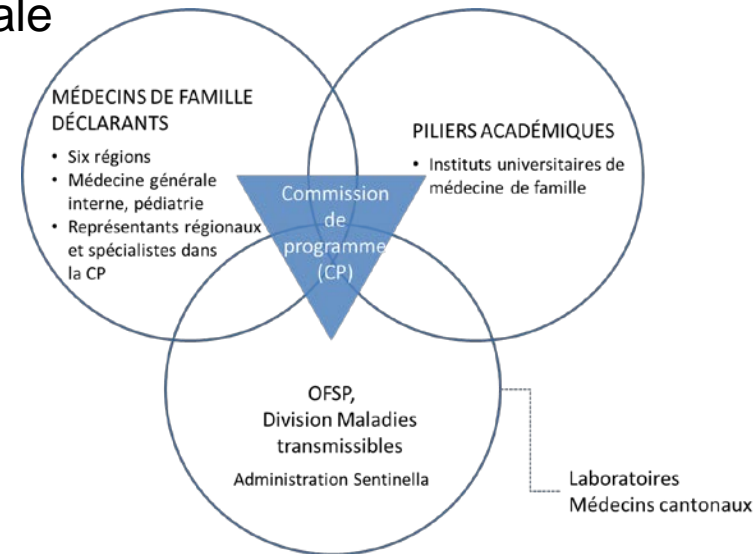 ale
MÉDECINS DE FAMILLE
DÉCLARANTS
• Six régions
• Médecine générale
interne, pédiatrie
• Représentants régionaux
et spécialistes dans
la CP
PILIERS ACADÉMIQUES
• Instituts universitaires de
médecine de famille
Commission
de
programme
(CP)
OFSP,
Division Maladies
transmissibles
Administration Sentinella
Laboratoires
Médecins cantonaux